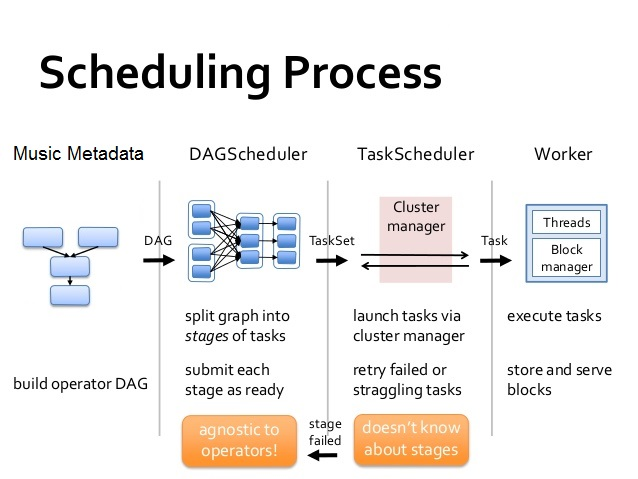 Scheduling Process
Music Metadata
DAGScheduler
TaskScheduler
Worker
DAG
TaskSet
Cluster
manager
Task
Threads
Block
manager
build operator DAG
split graph into
stages of tasks
submit each
stage as ready
launch tasks via
cluster manager
retry failed or
straggling tasks
execute tasks
store and serve
blocks
agnostic to
operators!
stage
failed
doesn't know
about stages